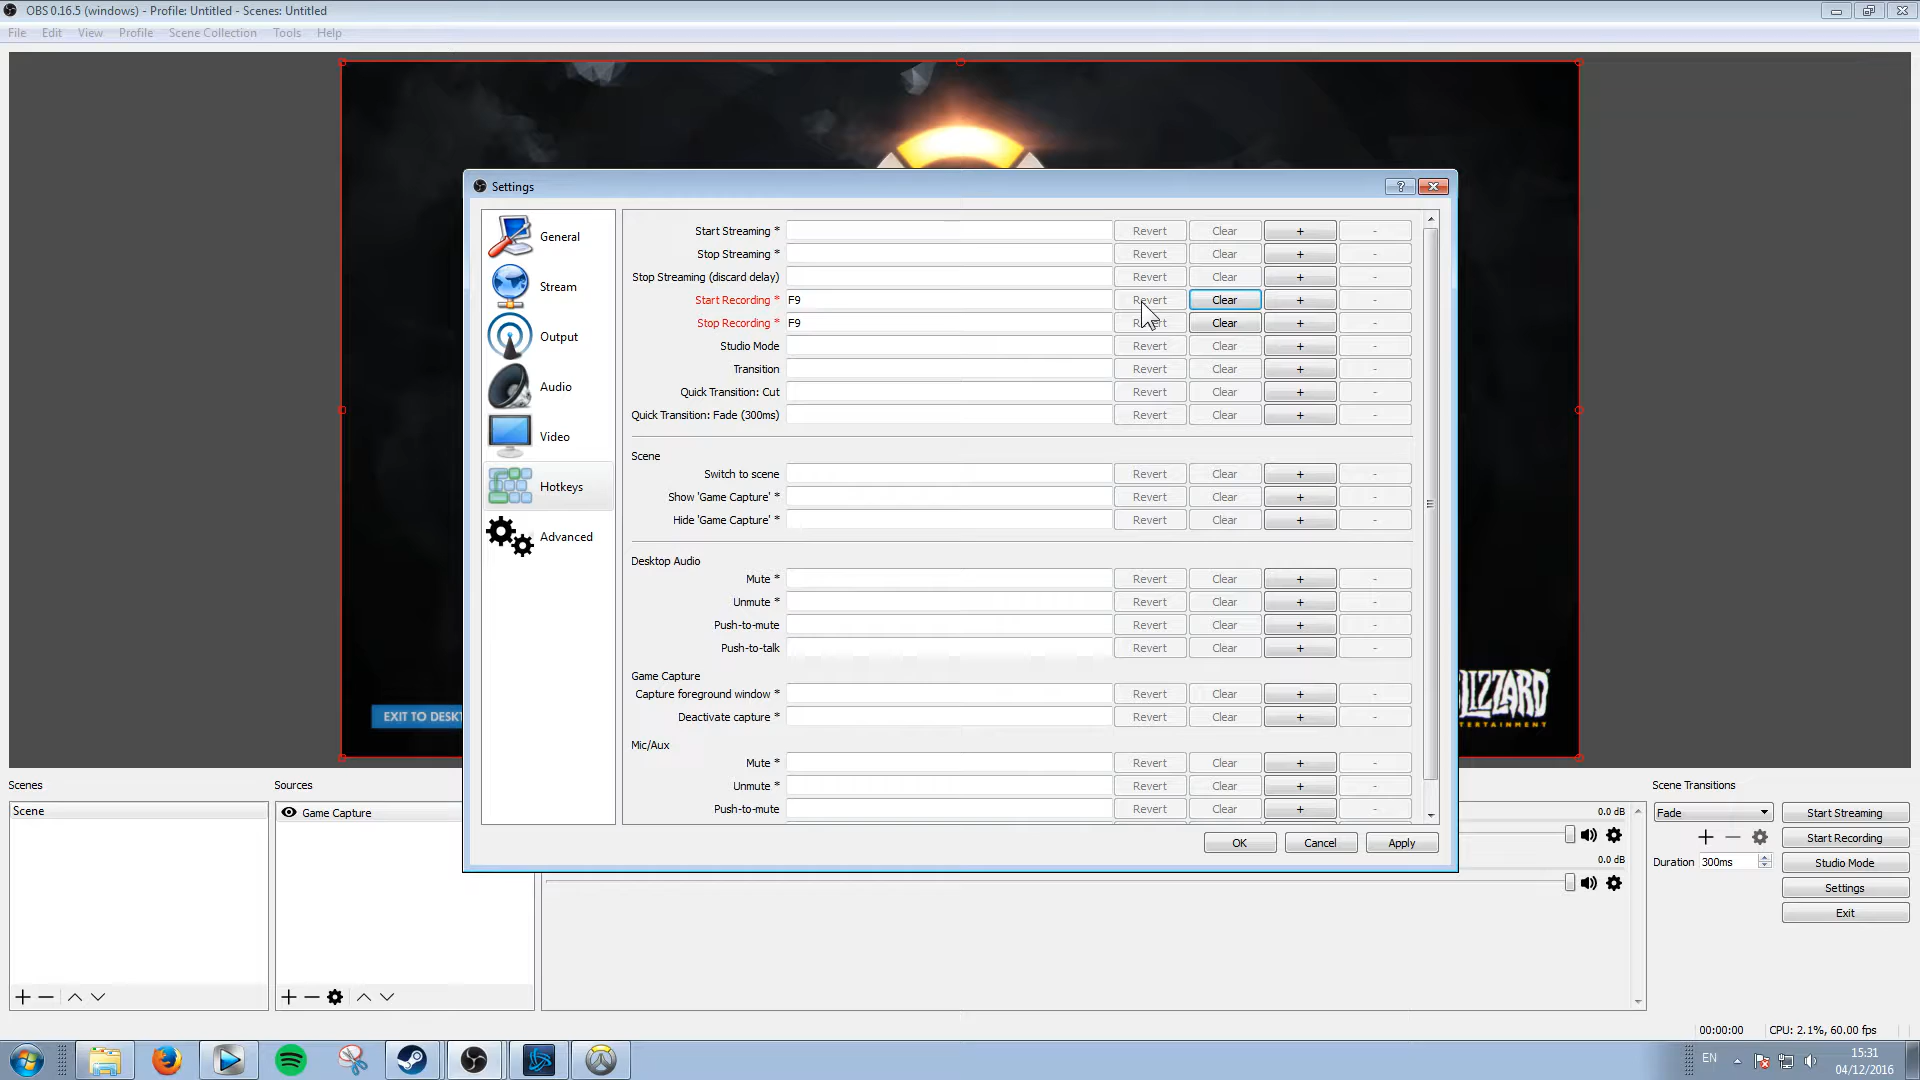 OBS 0.16.5 (windows) - Profile: Untitled - Scenes: Untitled
File Edit View Profile Scene Collection Tools Help
Settings
General
Stream
Output
Audio
Video
Hotkeys
Advanced
Start Streaming * Revert Clear + -
Stop Streaming * Revert Clear + -
Stop Streaming (discard delay) Revert Clear + -
Start Recording * F9 Revert Clear + -
Stop Recording * F9 Revert Clear + -
Studio Mode Revert Clear + -
Transition Revert Clear + -
Quick Transition: Cut Revert Clear + -
Quick Transition: Fade (300ms) Revert Clear + -
Scene
Switch to scene Revert Clear + -
Show 'Game Capture' * Revert Clear + -
Hide 'Game Capture' * Revert Clear + -
Desktop Audio
Mute * Revert Clear + -
Unmute * Revert Clear + -
Push-to-mute Revert Clear + -
Push-to-talk Revert Clear + -
Game Capture
Capture foreground window * Revert Clear + -
Deactivate capture * Revert Clear + -
Mic/Aux
Mute * Revert Clear + -
Unmute * Revert Clear + -
Push-to-mute Revert Clear + -
OK Cancel Apply
EXIT TO DESKT
LIZZARD
TERTAINMENT
Scenes
Scene
Sources
Game Capture
0.0 dB
0.0 dB
Scene Transitions
Fade
Duration 300ms
Start Streaming
Start Recording
Studio Mode
Settings
Exit
00:00:00 CPU: 2.1%, 60.00 fps
EN
15:31
04/12/2016